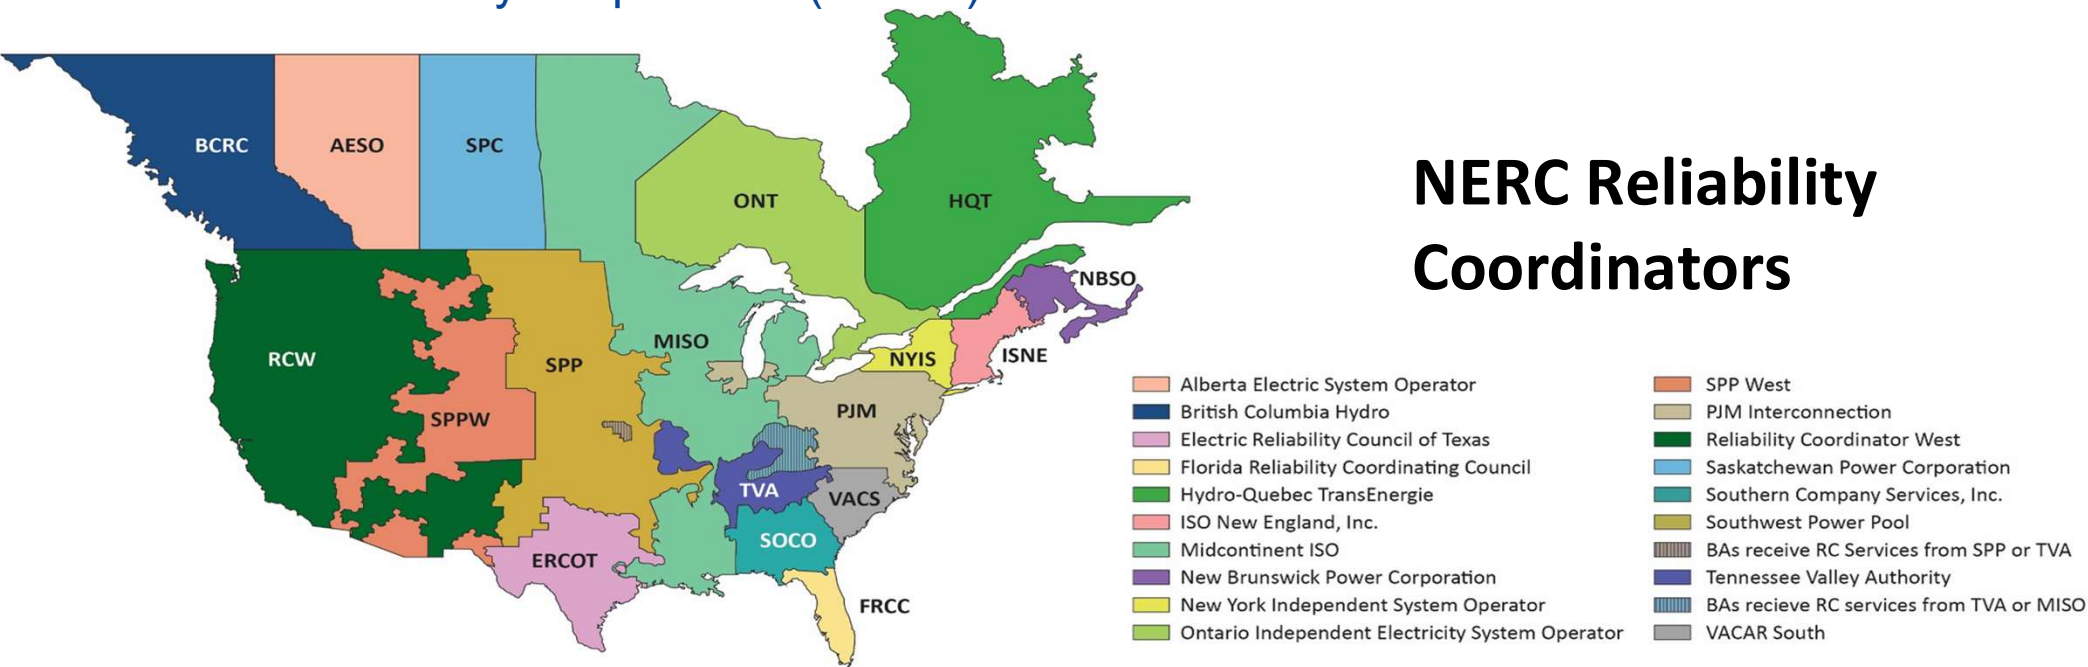 BCRC
AESO
SPC
ONT
HQT
NBSO
RCW
SPP
MISO
NYIS
ISNE
SPPW
PJM
TVA
VACS
SOCO
ERCOT
FRCC
NERC Reliability
Coordinators
Alberta Electric System Operator
British Columbia Hydro
Electric Reliability Council of Texas
Florida Reliability Coordinating Council
Hydro-Quebec TransEnergie
ISO New England, Inc.
Midcontinent ISO
New Brunswick Power Corporation
New York Independent System Operator
Ontario Independent Electricity System Operator
SPP West
PJM Interconnection
Reliability Coordinator West
Saskatchewan Power Corporation
Southern Company Services, Inc.
Southwest Power Pool
BAs receive RC Services from SPP or TVA
Tennessee Valley Authority
BAs recieve RC services from TVA or MISO
VACAR South